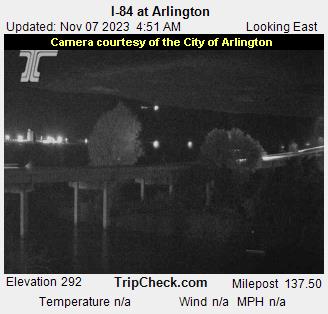 I-84 at Arlington
Updated: Nov 07 2023 4:51 AM Looking East
Camera courtesy of the City of Arlington
Elevation 292 TripCheck.com Milepost 137.50
Temperature n/a Wind n/a MPH n/a